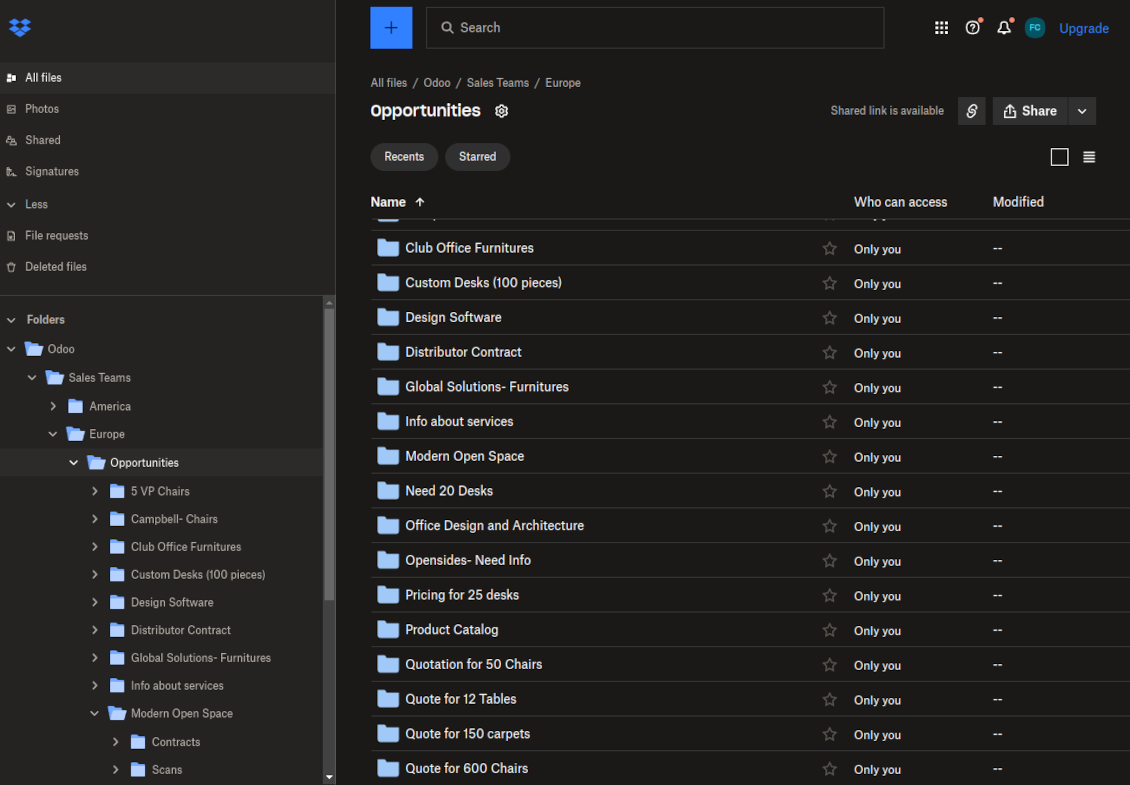 All files
Photos
Shared
Signatures
Less
File requests
Deleted files
Folders
Odoo
Sales Teams
America
Europe
Opportunities
5 VP Chairs
Campbell- Chairs
Club Office Furnitures
Custom Desks (100 pieces)
Design Software
Distributor Contract
Global Solutions- Furnitures
Info about services
Modern Open Space
Contracts
Scans
+ Search FC Upgrade
All files / Odoo / Sales Teams / Europe
Opportunities Shared link is available Share
Recents Starred
Name Who can access Modified
Club Office Furnitures Only you --
Custom Desks (100 pieces) Only you --
Design Software Only you --
Distributor Contract Only you --
Global Solutions- Furnitures Only you --
Info about services Only you --
Modern Open Space Only you --
Need 20 Desks Only you --
Office Design and Architecture Only you --
Opensides- Need Info Only you --
Pricing for 25 desks Only you --
Product Catalog Only you --
Quotation for 50 Chairs Only you --
Quote for 12 Tables Only you --
Quote for 150 carpets Only you --
Quote for 600 Chairs Only you --